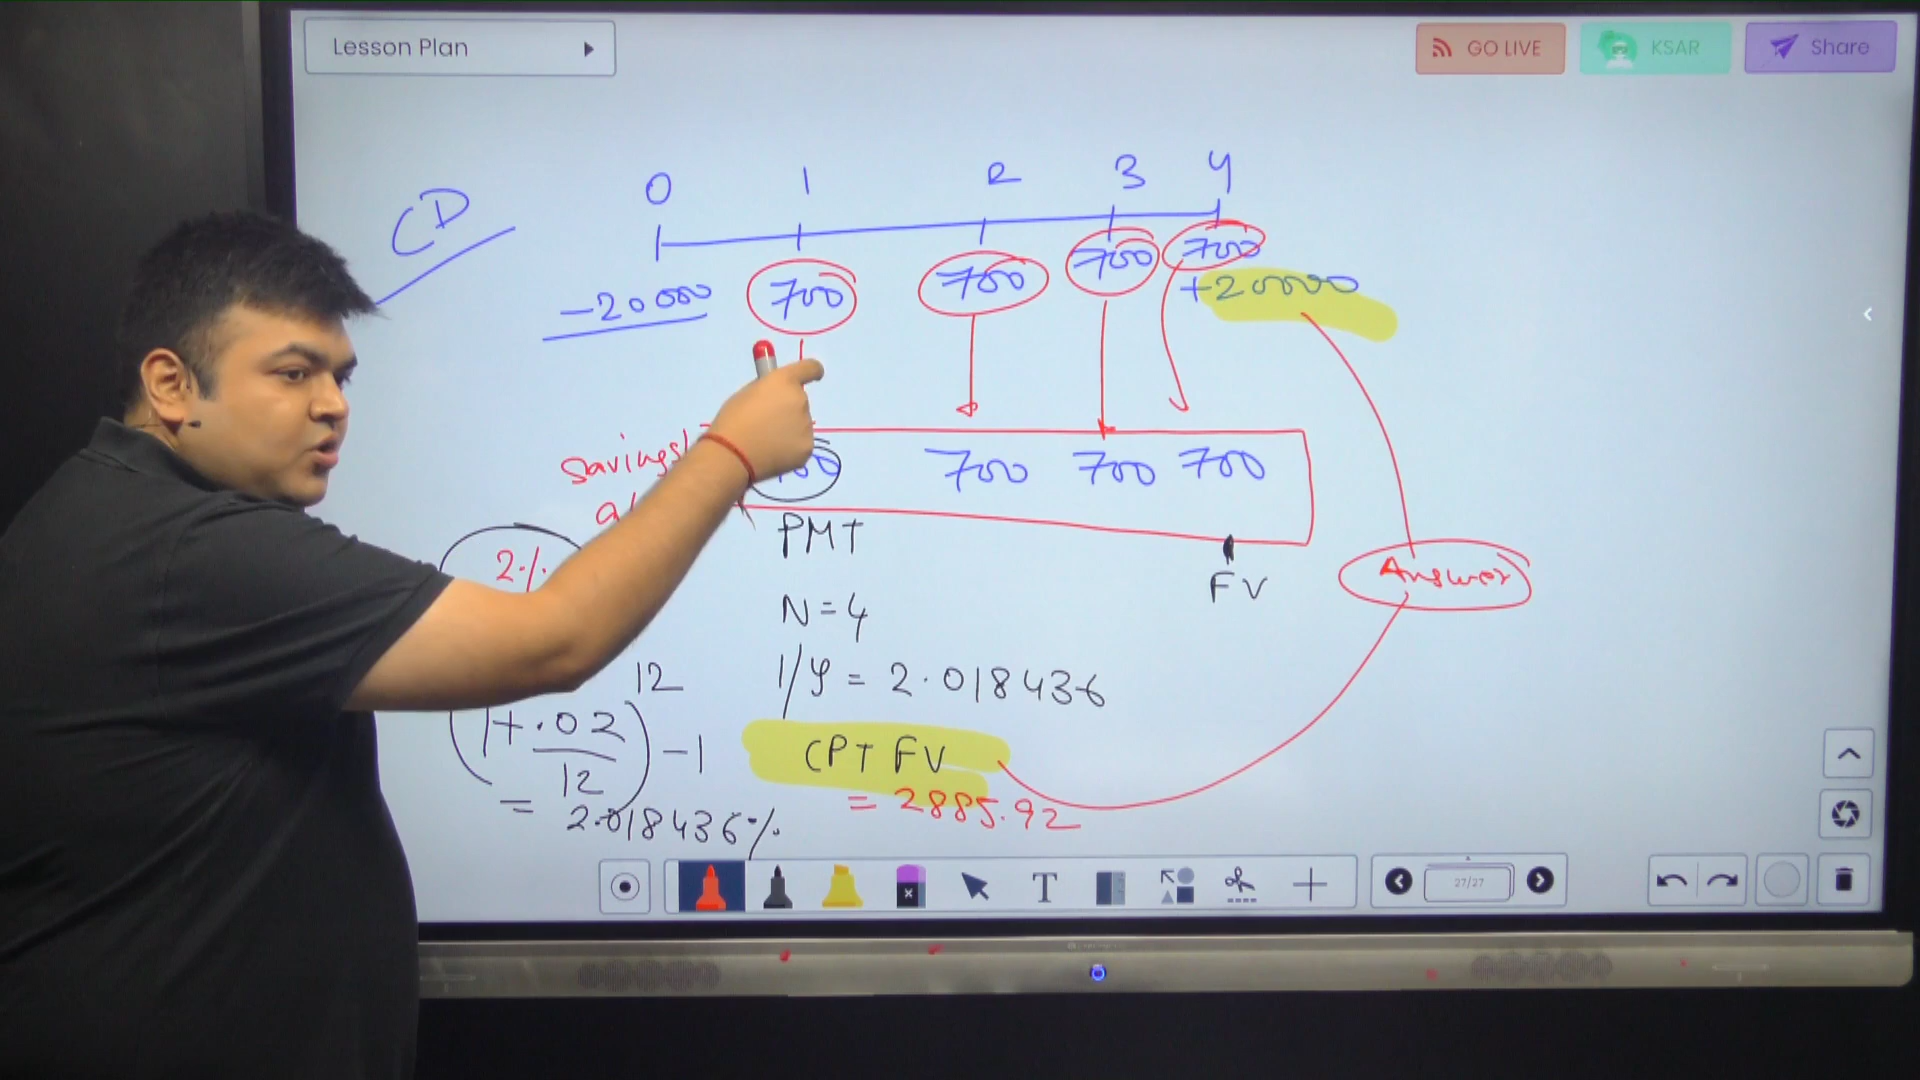 Lesson Plan
GO LIVE
KSAR
Share
CD
0 1 2 3 4
-20000 700 700 700 700
+20000
savings
700 700 700
PMT
FV
Answer
2%
N = 4
12
I/Y = 2.018436
(1+.02/12) -1
CPT FV
= 2.018436%
= 2885.92
T
27/27